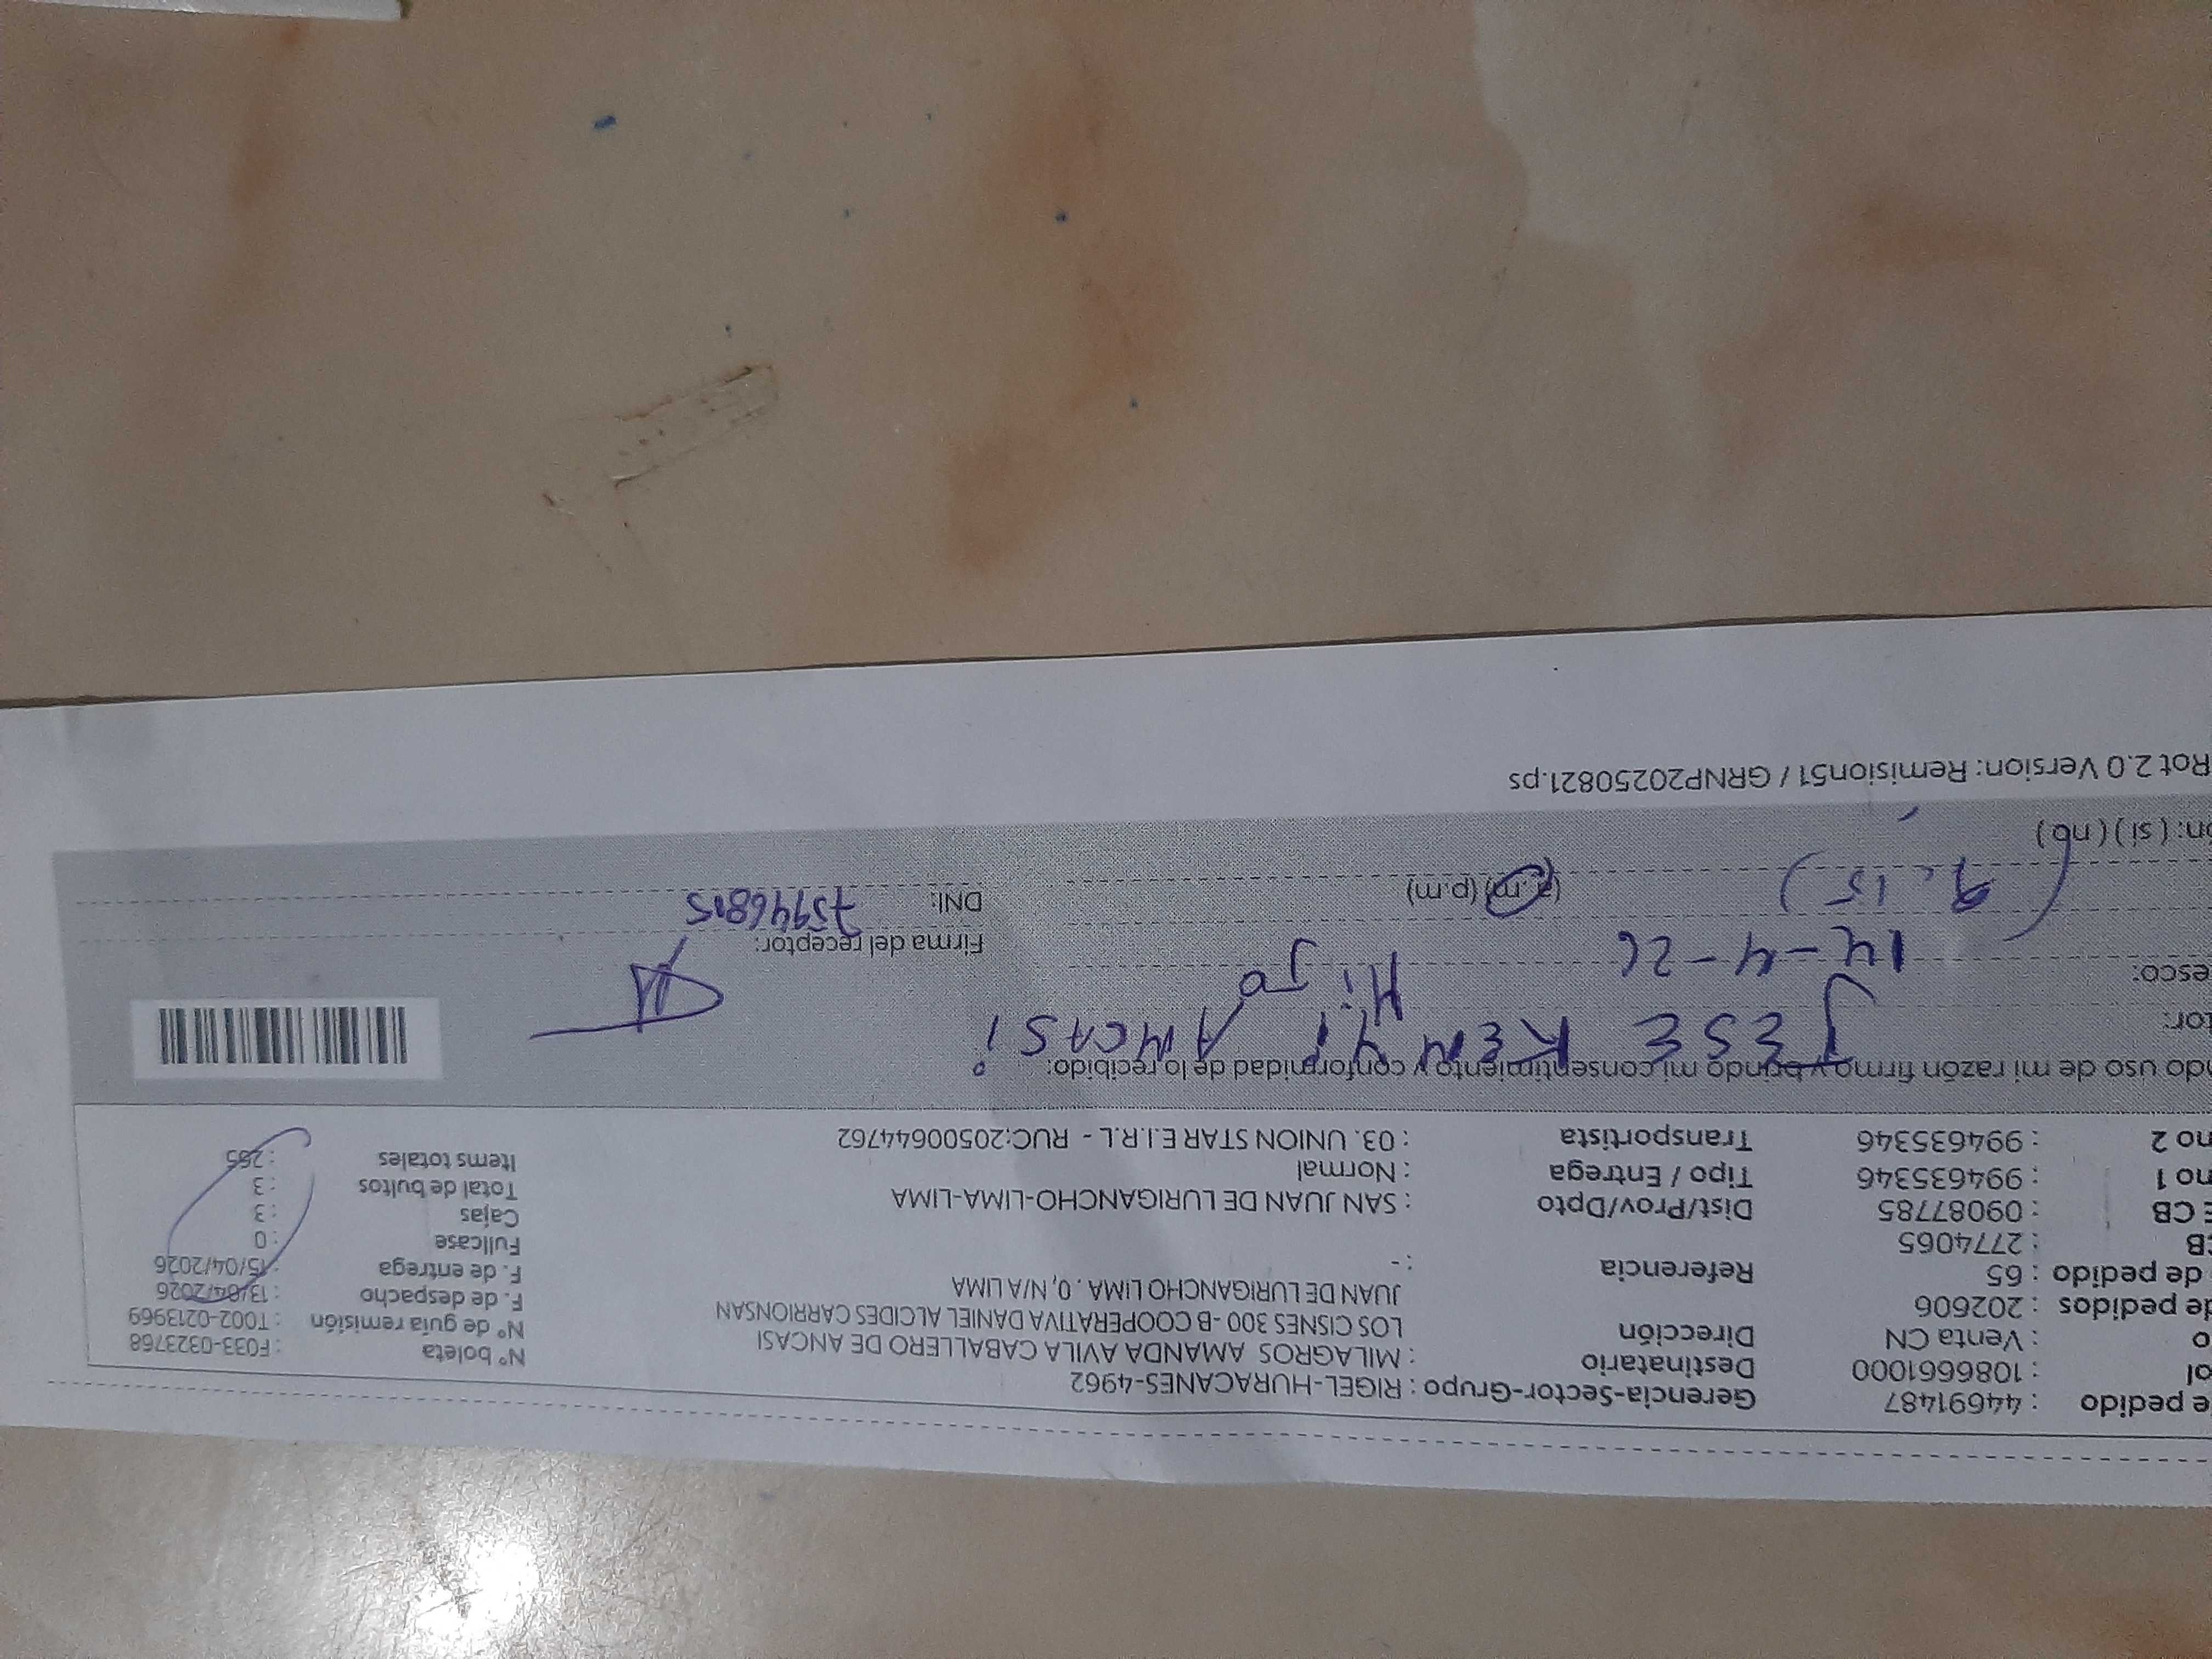 e pedido : 44691487 Gerencia-Sector-Grupo : RIGEL-HURACANES-4962
ol : 1086661000 Destinatario : MILAGROS AMANDA AVILA CABALLERO DE ANCASI N° boleta : F033-0323768
o : Venta CN Dirección LOS CISNES 300 -B COOPERATIVA DANIEL ALCIDES CARRIONSAN N° de guía remisión : T002-0213969
de pedidos : 202606 JUAN DE LURIGANCHO LIMA . 0, N/A LIMA F. de despacho : 13/04/2026
de pedido : 65 Referencia : - F. de entrega : 15/04/2026
CB : 2774065 Fullcase : 0
E CB : 09087785 Dist/Prov/Dpto : SAN JUAN DE LURIGANCHO-LIMA-LIMA Cajas : 3
no 1 : 994635346 Tipo / Entrega : Normal Total de bultos : 3
no 2 : 994635346 Transportista : 03. UNION STAR E.I.R.L - RUC:20500644762 Items totales : 265
ndo uso de mi razón firmo y brindo mi consentimiento y conformidad de lo recibido:
tor: JESE
esco: Hijo
14-4-26 Firma del receptor:
9:15 (a.m) (p.m) DNI: 75946805
ón: ( si ) ( no )
Rot 2.0 Version: Remision51 / GRNP20250821.ps